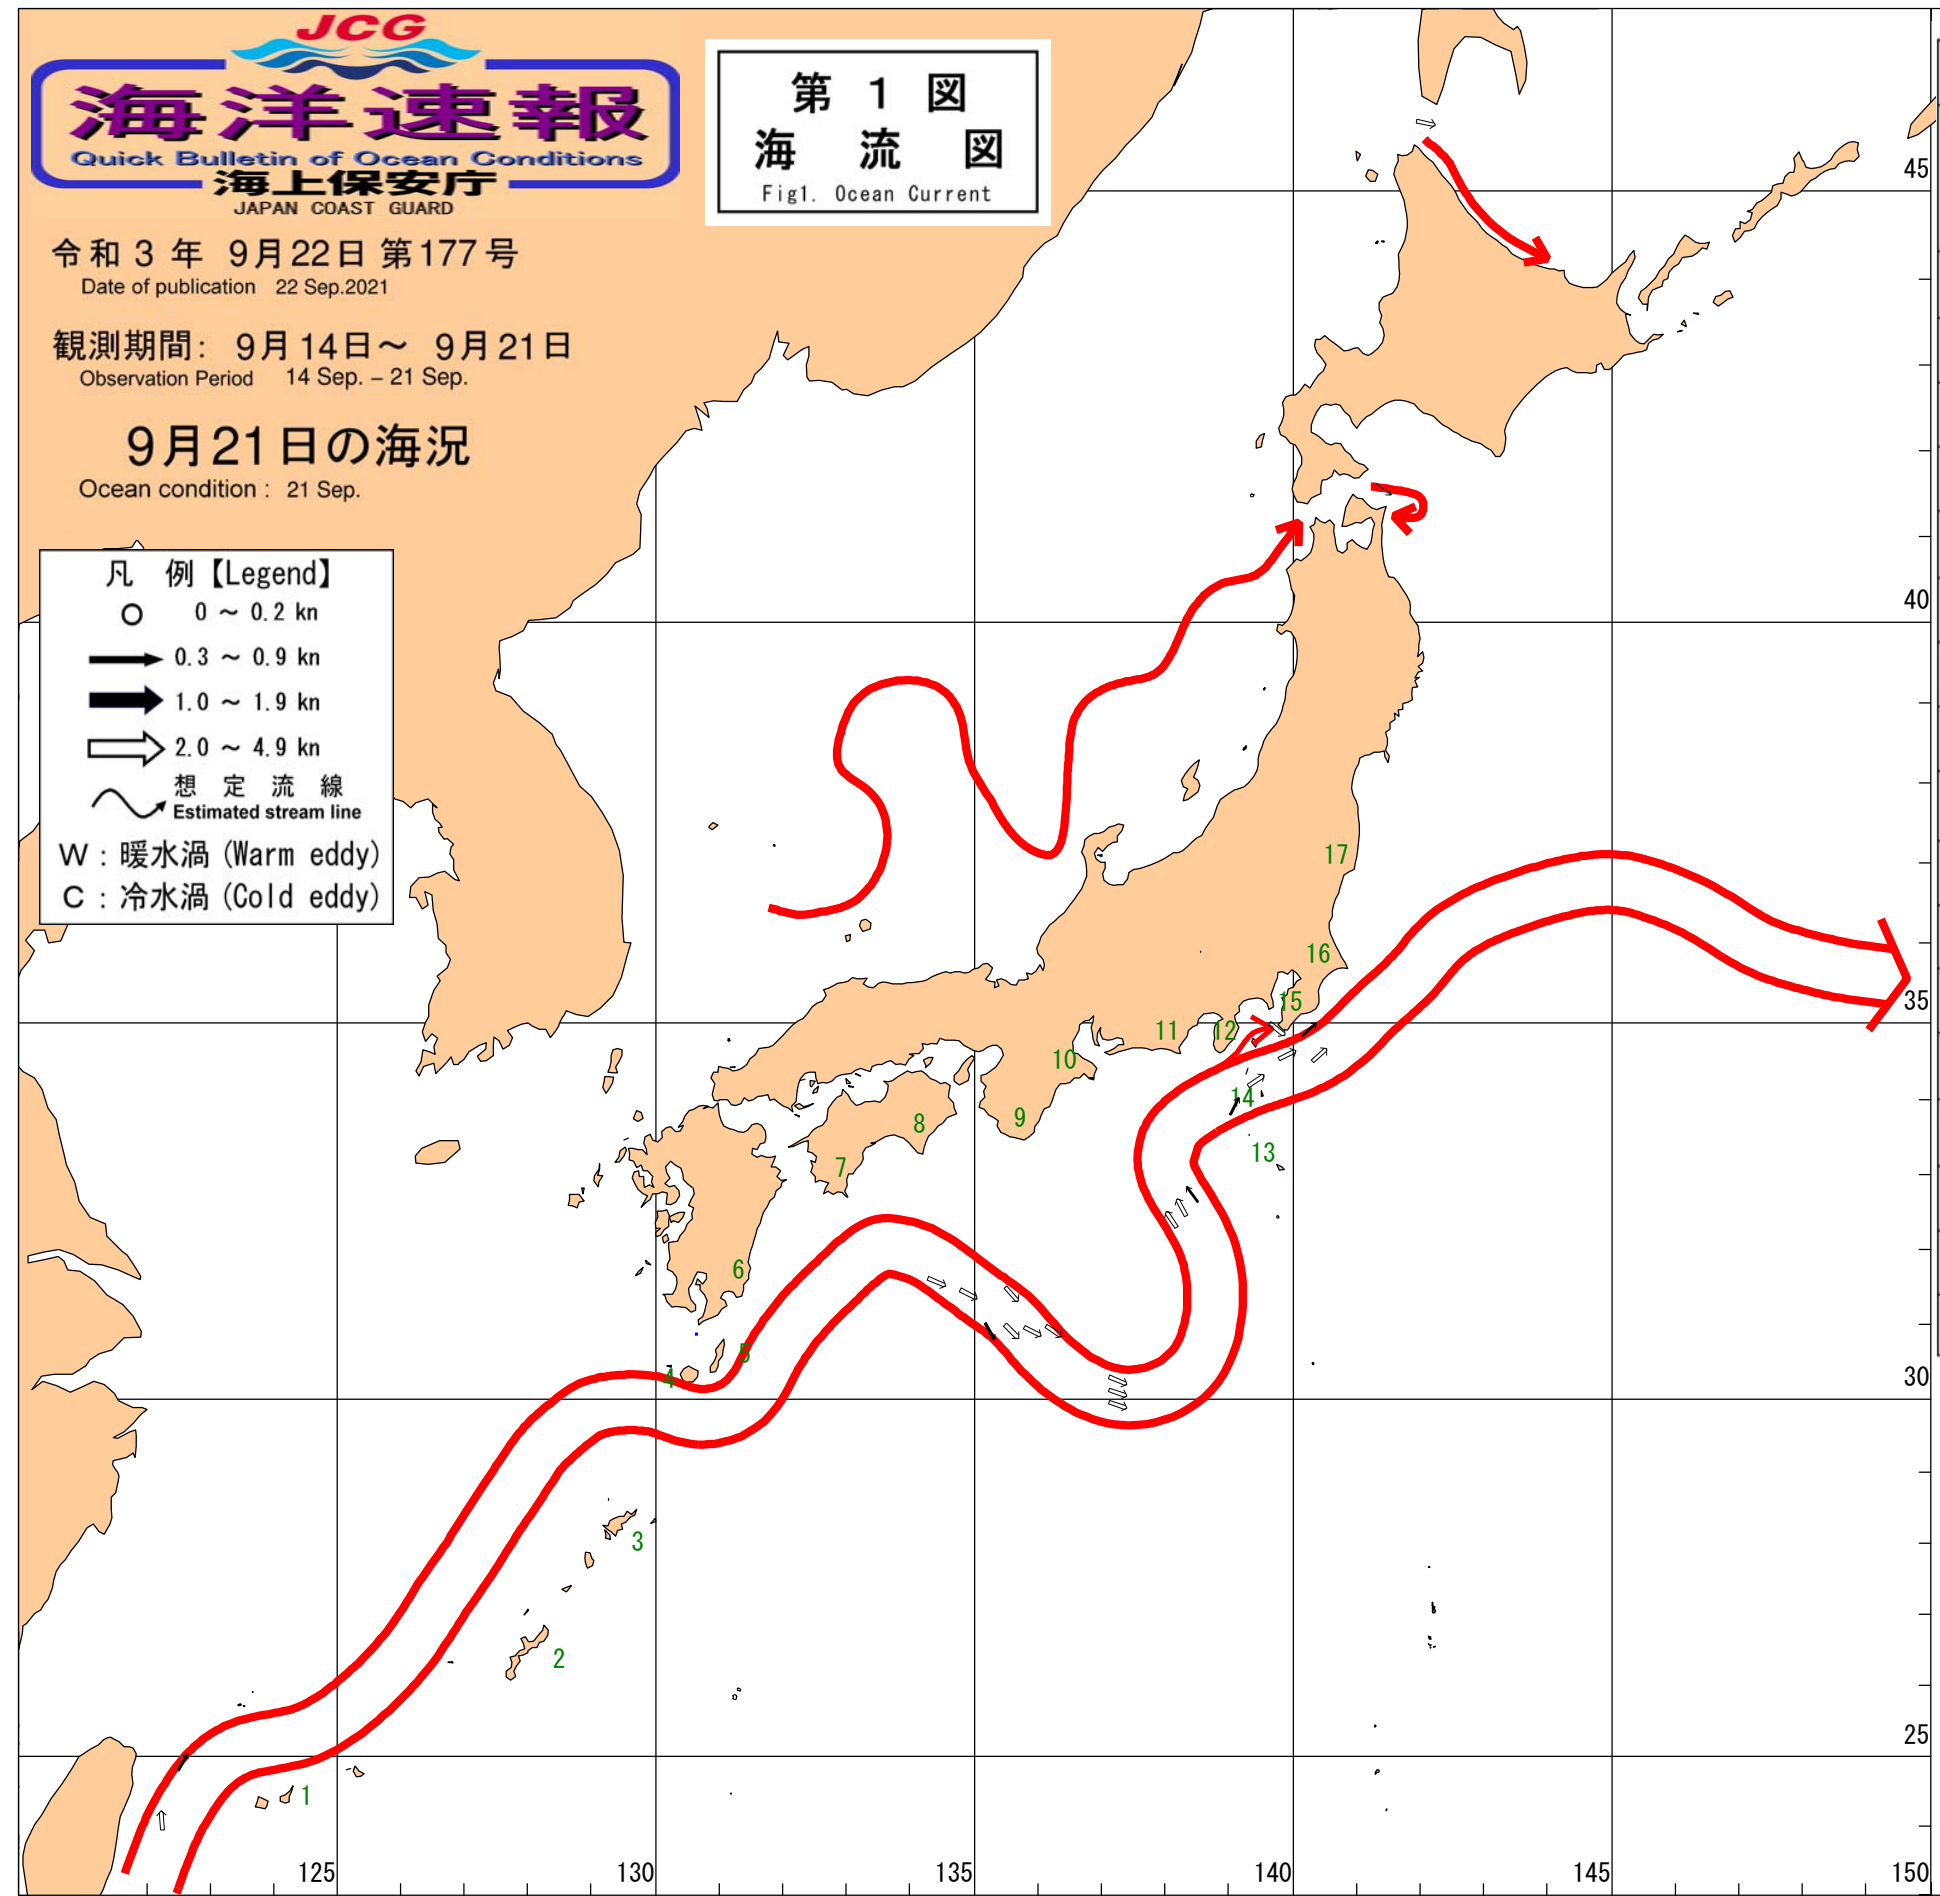 JCG
海洋速報
Quick Bulletin of Ocean Conditions
海上保安庁
JAPAN COAST GUARD
令和 3 年 9月22日 第177号
Date of publication 22 Sep.2021
観測期間: 9月14日～ 9月21日
Observation Period 14 Sep. – 21 Sep.
9月21日の海況
Ocean condition : 21 Sep.
第 1 図
海 流 図
Fig1. Ocean Current
凡 例【Legend】
0 ～ 0.2 kn
0.3 ～ 0.9 kn
1.0 ～ 1.9 kn
2.0 ～ 4.9 kn
想 定 流 線
Estimated stream line
W : 暖水渦 (Warm eddy)
C : 冷水渦 (Cold eddy)
45
40
17
16
35
15
12
11
10
14
9
8
13
7
6
5
4
30
3
2
25
1
125
130
135
140
145
150